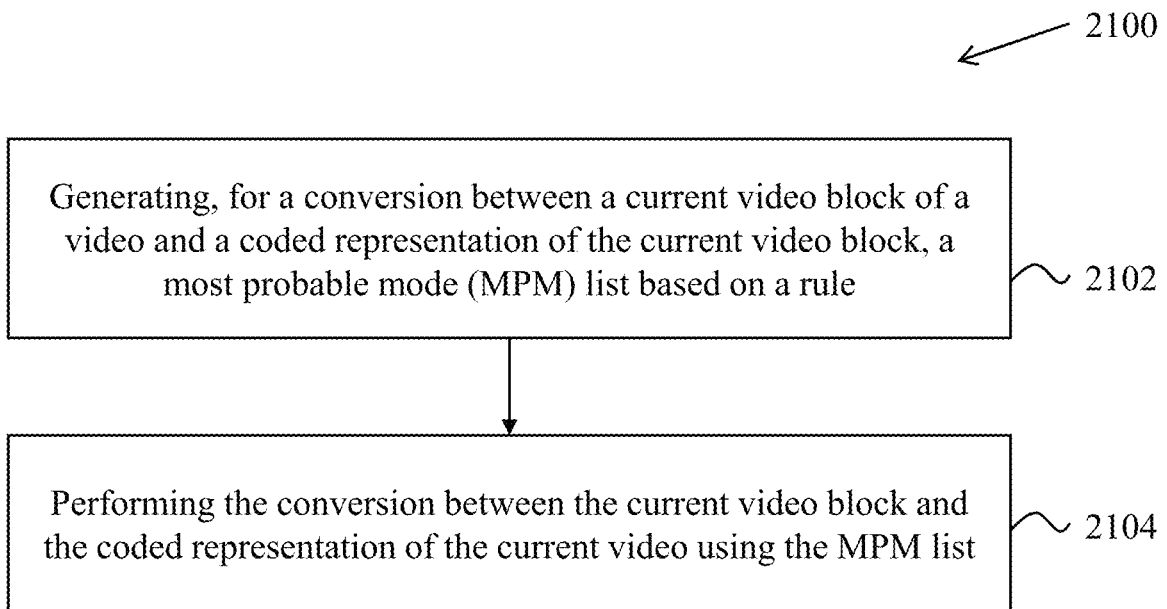 2100
Generating, for a conversion between a current video block of a
video and a coded representation of the current video block, a
most probable mode (MPM) list based on a rule
2102
Performing the conversion between the current video block and
the coded representation of the current video using the MPM list
2104